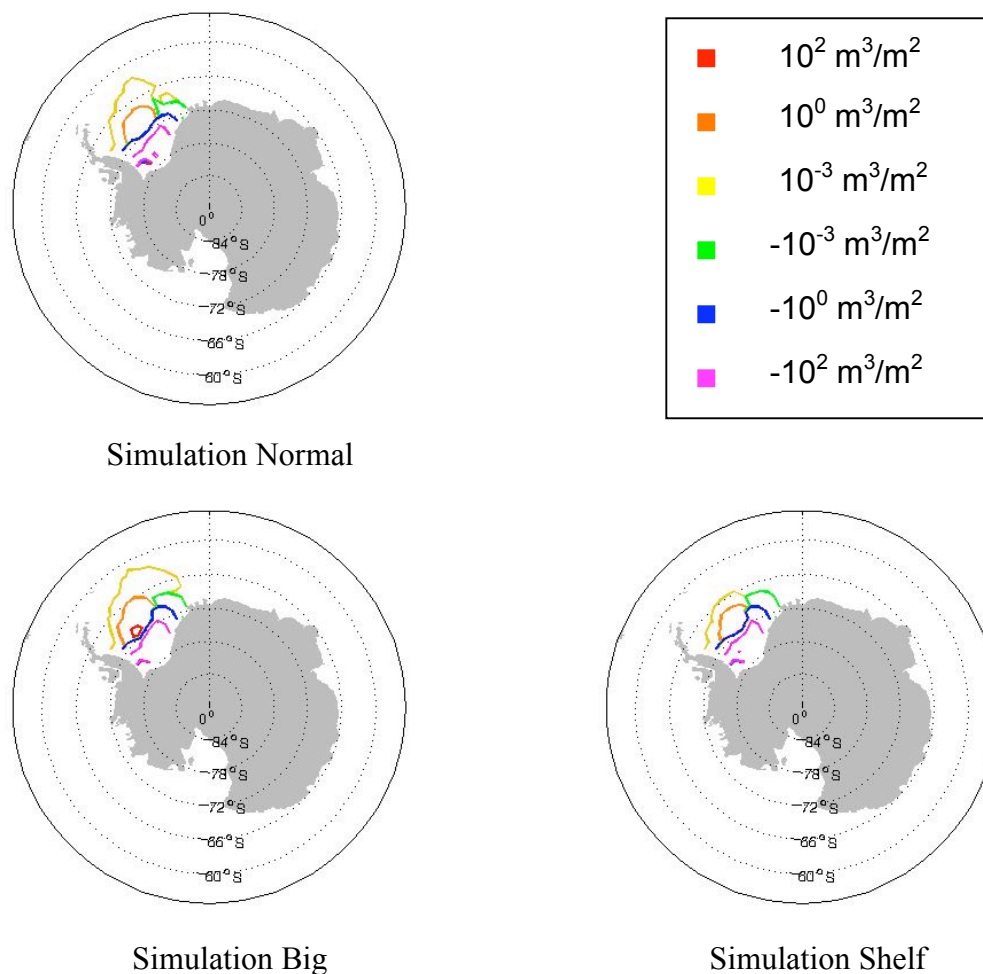 10² m³/m²
10⁰ m³/m²
10⁻³ m³/m²
-10⁻³ m³/m²
-10⁰ m³/m²
-10² m³/m²
0°
-84°S
-78°S
-72°S
-66°S
-60°S
Simulation Normal
0°
-84°S
-78°S
-72°S
-66°S
-60°S
0°
-84°S
-78°S
-72°S
-66°S
-60°S
Simulation Big
Simulation Shelf